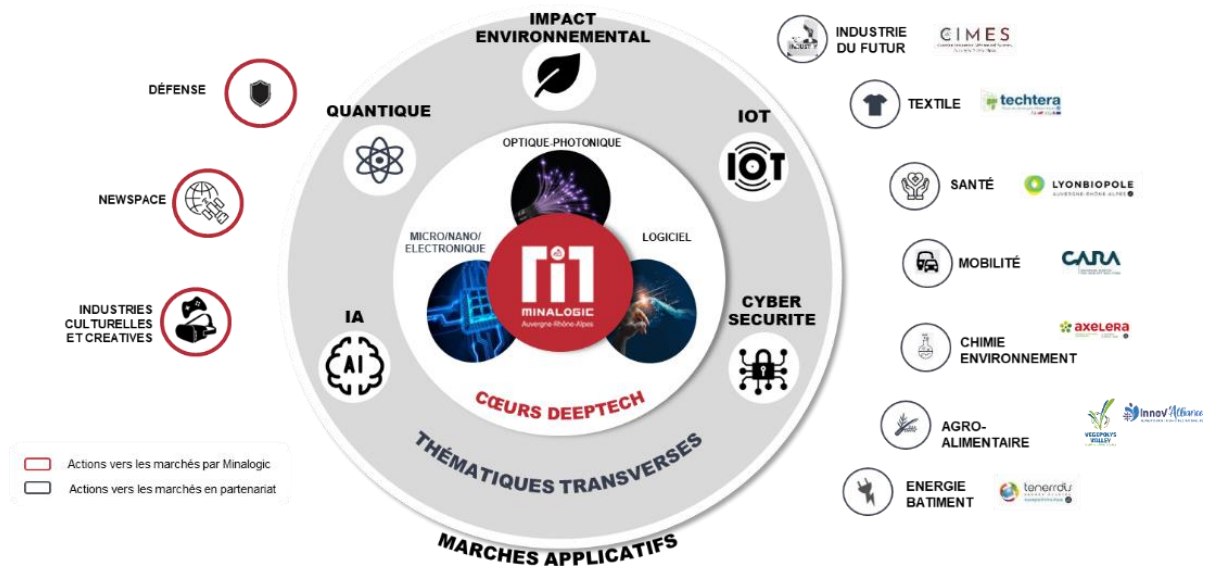 IMPACT
ENVIRONNEMENTAL
QUANTIQUE
IOT
IOT
IA
AI
CYBER
SECURITE
OPTIQUE-PHOTONIQUE
MICRO/NANO/
ELECTRONIQUE
LOGICIEL
MINALOGIC
Auvergne-Rhône-Alpes
CŒURS DEEPTECH
THÉMATIQUES TRANSVERSES
MARCHES APPLICATIFS
DÉFENSE
NEWSPACE
INDUSTRIES
CULTURELLES
ET CREATIVES
INDUSTRIE
DU FUTUR
CIMES
TEXTILE
techtera
SANTÉ
LYONBIOPOLE
AUVERGNE-RHÔNE-ALPES
MOBILITÉ
CARA
CHIMIE
ENVIRONNEMENT
axelera
AGRO-
ALIMENTAIRE
VEGEPOLYS
VALLEY
Innov'Alliance
ENERGIE
BATIMENT
tenerrdis
Actions vers les marchés par Minalogic
Actions vers les marchés en partenariat